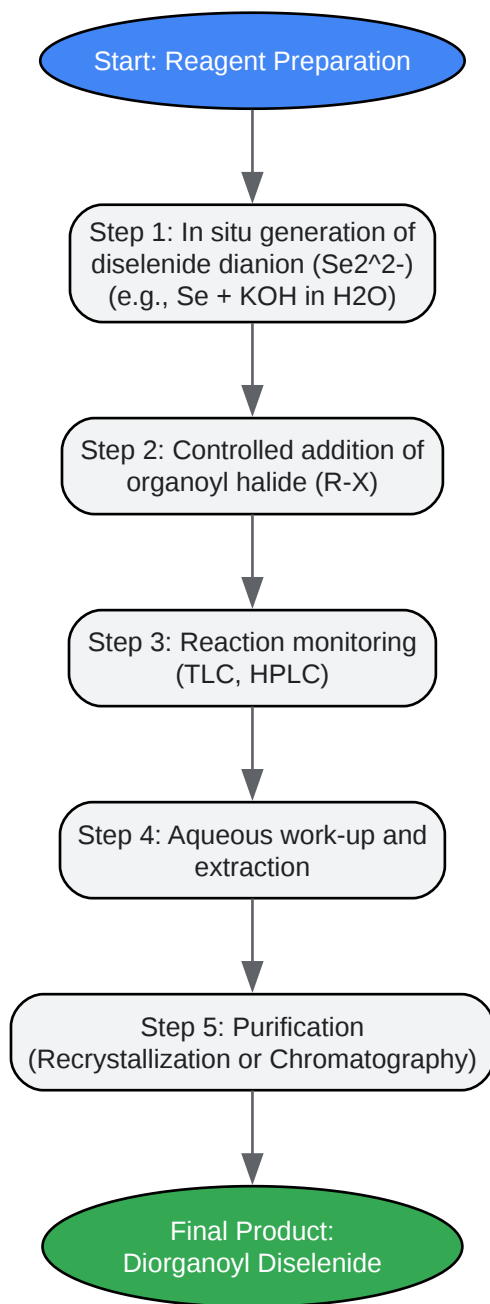 Start: Reagent Preparation
Step 1: In situ generation of
diselenide dianion (Se2^2-)
(e.g., Se + KOH in H2O)
Step 2: Controlled addition of
organoyl halide (R-X)
Step 3: Reaction monitoring
(TLC, HPLC)
Step 4: Aqueous work-up and
extraction
Step 5: Purification
(Recrystallization or Chromatography)
Final Product:
Diorganoyl Diselenide